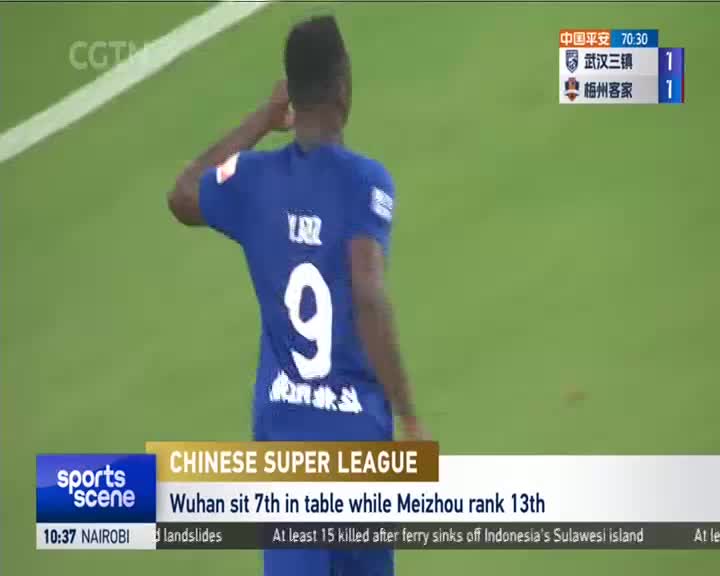 CGTN
中国平安 70:30
武汉三镇 1
梅州客家 1
9
CHINESE SUPER LEAGUE
sports
scene
Wuhan sit 7th in table while Meizhou rank 13th
10:37 NAIROBI
d landslides At least 15 killed after ferry sinks off Indonesia's Sulawesi island At le